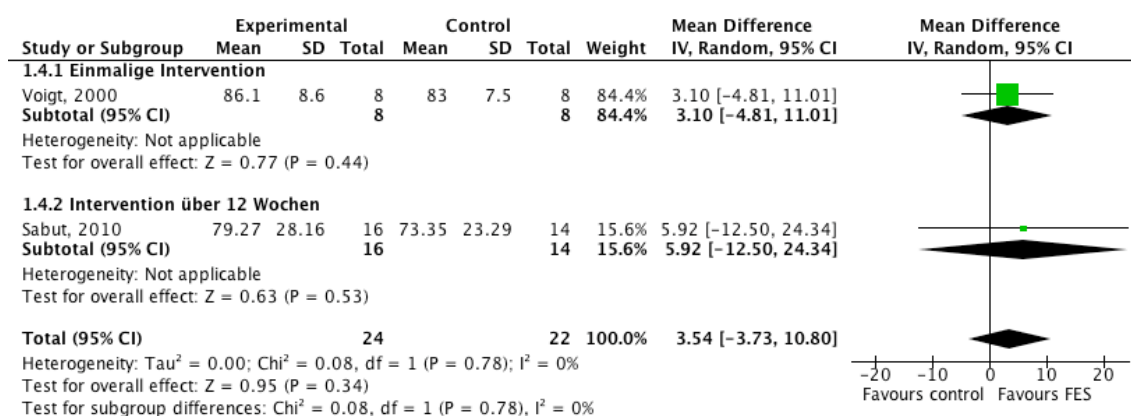 Experimental Control Mean Difference Mean Difference
Study or Subgroup Mean SD Total Mean SD Total Weight IV, Random, 95% CI IV, Random, 95% CI
1.4.1 Einmalige Intervention
Voigt, 2000 86.1 8.6 8 83 7.5 8 84.4% 3.10 [-4.81, 11.01]
Subtotal (95% CI) 8 8 84.4% 3.10 [-4.81, 11.01]
Heterogeneity: Not applicable
Test for overall effect: Z = 0.77 (P = 0.44)
1.4.2 Intervention über 12 Wochen
Sabut, 2010 79.27 28.16 16 73.35 23.29 14 15.6% 5.92 [-12.50, 24.34]
Subtotal (95% CI) 16 14 15.6% 5.92 [-12.50, 24.34]
Heterogeneity: Not applicable
Test for overall effect: Z = 0.63 (P = 0.53)
Total (95% CI) 24 22 100.0% 3.54 [-3.73, 10.80]
Heterogeneity: Tau² = 0.00; Chi² = 0.08, df = 1 (P = 0.78); I² = 0%
Test for overall effect: Z = 0.95 (P = 0.34)
Test for subgroup differences: Chi² = 0.08, df = 1 (P = 0.78), I² = 0%
-20 -10 0 10 20
Favours control Favours FES